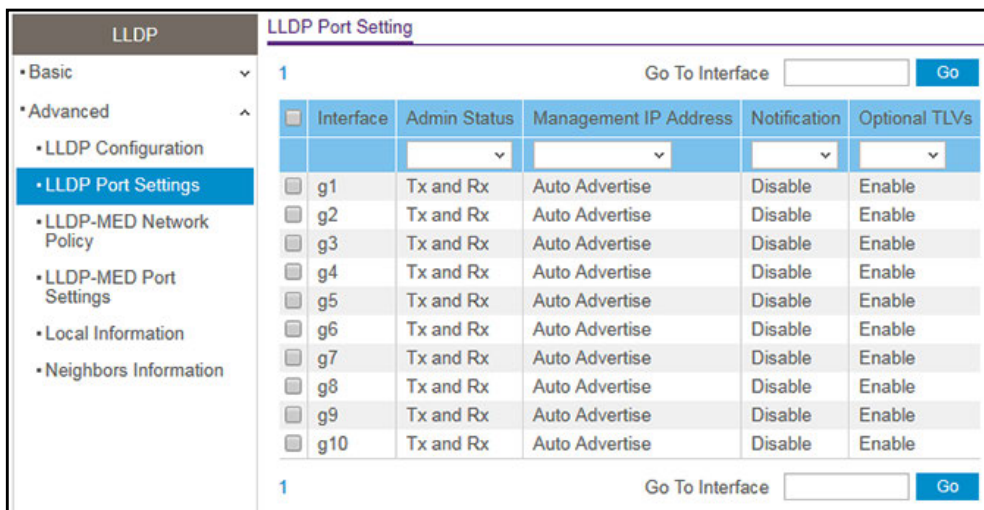 LLDP
Basic
Advanced
LLDP Configuration
LLDP Port Settings
LLDP-MED Network
Policy
LLDP-MED Port
Settings
Local Information
Neighbors Information
LLDP Port Setting
1 Go To Interface Go
Interface Admin Status Management IP Address Notification Optional TLVs
g1 Tx and Rx Auto Advertise Disable Enable
g2 Tx and Rx Auto Advertise Disable Enable
g3 Tx and Rx Auto Advertise Disable Enable
g4 Tx and Rx Auto Advertise Disable Enable
g5 Tx and Rx Auto Advertise Disable Enable
g6 Tx and Rx Auto Advertise Disable Enable
g7 Tx and Rx Auto Advertise Disable Enable
g8 Tx and Rx Auto Advertise Disable Enable
g9 Tx and Rx Auto Advertise Disable Enable
g10 Tx and Rx Auto Advertise Disable Enable
1 Go To Interface Go